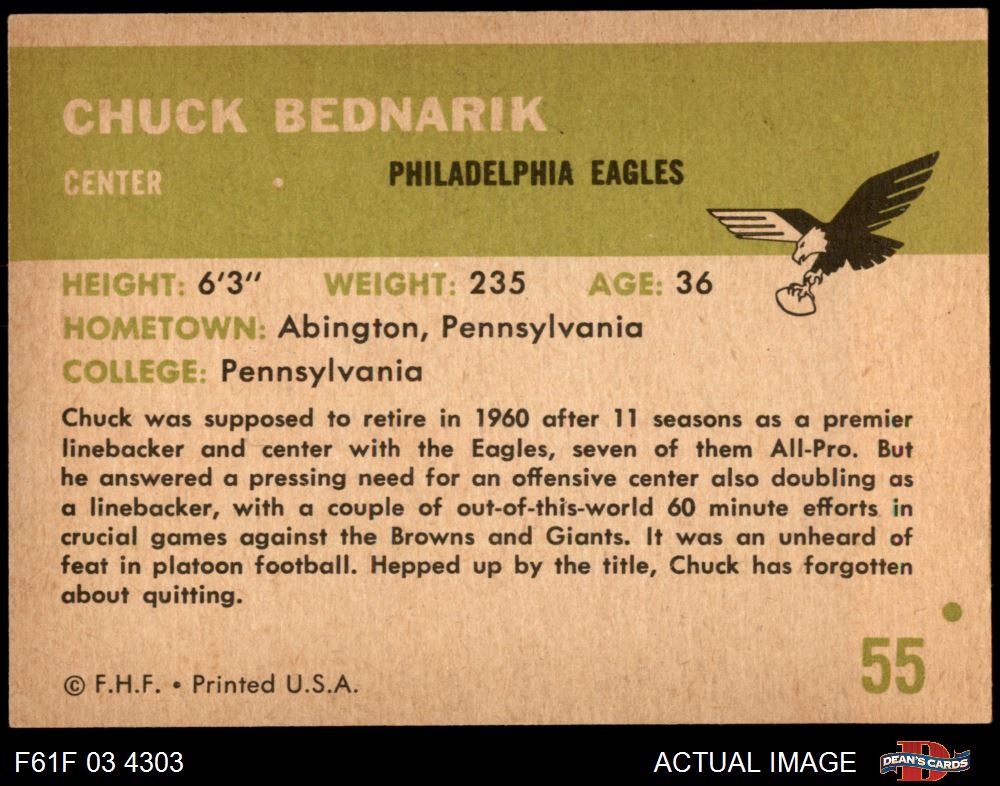 CHUCK BEDNARIK
CENTER
PHILADELPHIA EAGLES
HEIGHT: 6'3" WEIGHT: 235 AGE: 36
HOMETOWN: Abington, Pennsylvania
COLLEGE: Pennsylvania
Chuck was supposed to retire in 1960 after 11 seasons as a premier
linebacker and center with the Eagles, seven of them All-Pro. But
he answered a pressing need for an offensive center also doubling as
a linebacker, with a couple of out-of-this-world 60 minute efforts in
crucial games against the Browns and Giants. It was an unheard of
feat in platoon football. Hepped up by the title, Chuck has forgotten
about quitting.
55
© F.H.F. • Printed U.S.A.
F61F 03 4303
ACTUAL IMAGE
D
DEAN'S CARDS